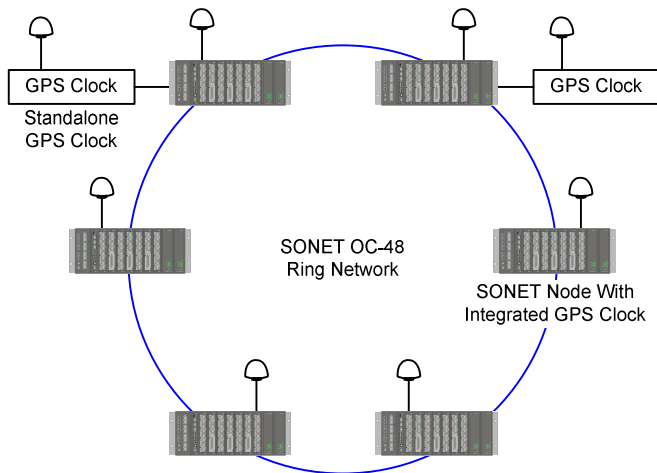 GPS Clock
GPS Clock
Standalone
GPS Clock
SONET OC-48
Ring Network
SONET Node With
Integrated GPS Clock